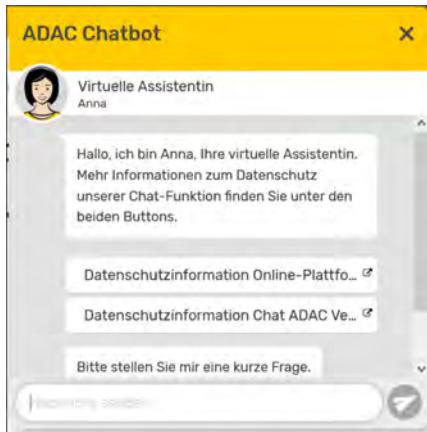 ADAC Chatbot
Virtuelle Assistentin
Anna
Hallo, ich bin Anna, Ihre virtuelle Assistentin.
Mehr Informationen zum Datenschutz
unserer Chat-Funktion finden Sie unter den
beiden Buttons.
Datenschutzinformation Online-Plattfo...
Datenschutzinformation Chat ADAC Ve...
Bitte stellen Sie mir eine kurze Frage.